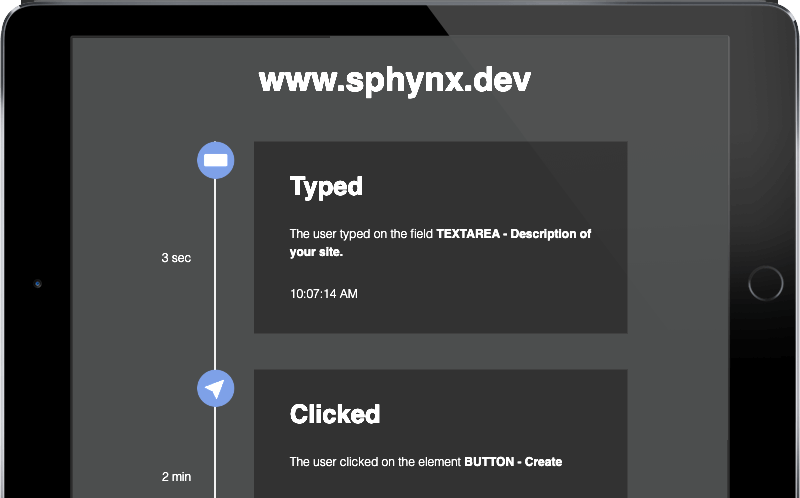 www.sphynx.dev
Typed
The user typed on the field TEXTAREA - Description of
your site.
3 sec
10:07:14 AM
Clicked
The user clicked on the element BUTTON - Create
2 min